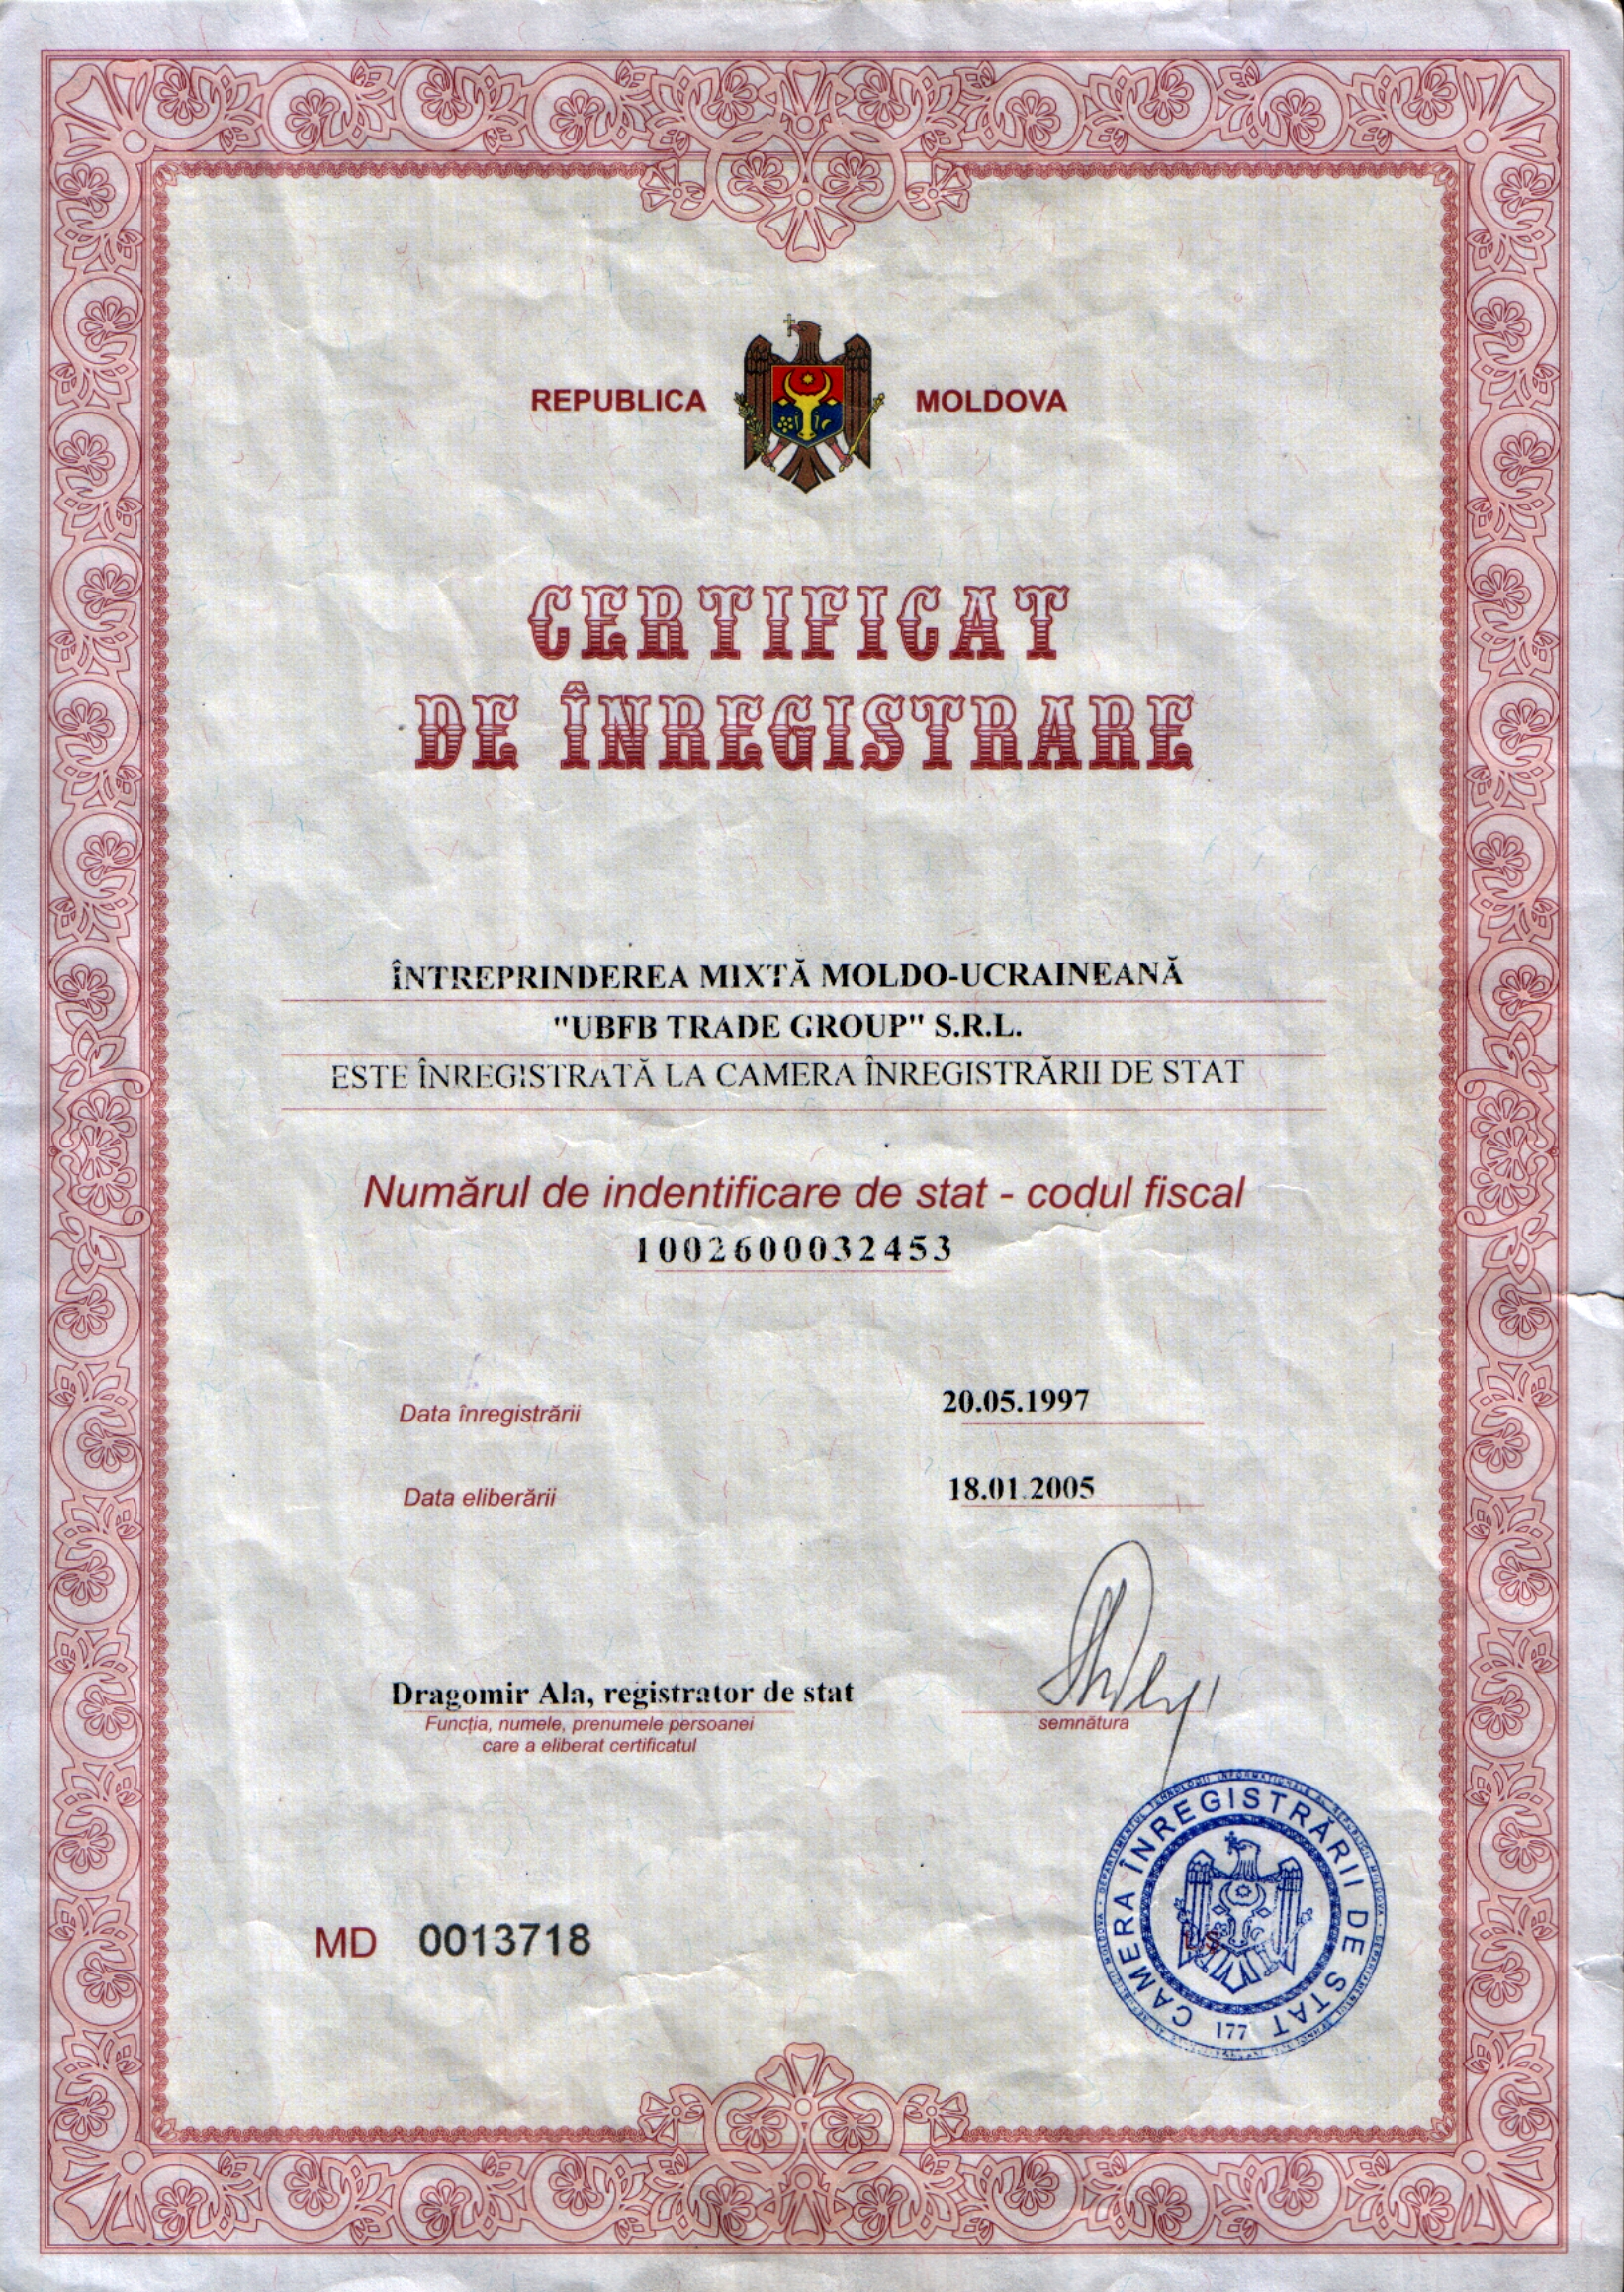 REPUBLICA MOLDOVA
CERTIFICAT
DE ÎNREGISTRARE
ÎNTREPRINDEREA MIXTĂ MOLDO-UCRAINEANĂ
"UBFB TRADE GROUP" S.R.L.
ESTE ÎNREGISTRATĂ LA CAMERA ÎNREGISTRĂRII DE STAT
Numărul de indentificare de stat - codul fiscal
1002600032453
Data înregistrării 20.05.1997
Data eliberării 18.01.2005
Dragomir Ala, registrator de stat
Funcția, numele, prenumele persoanei
care a eliberat certificatul
semnătura
MD 0013718
CAMERA ÎNREGISTRĂRII DE STAT
177